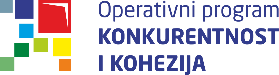 Operativni program
KONKURENTNOST
I KOHEZIJA